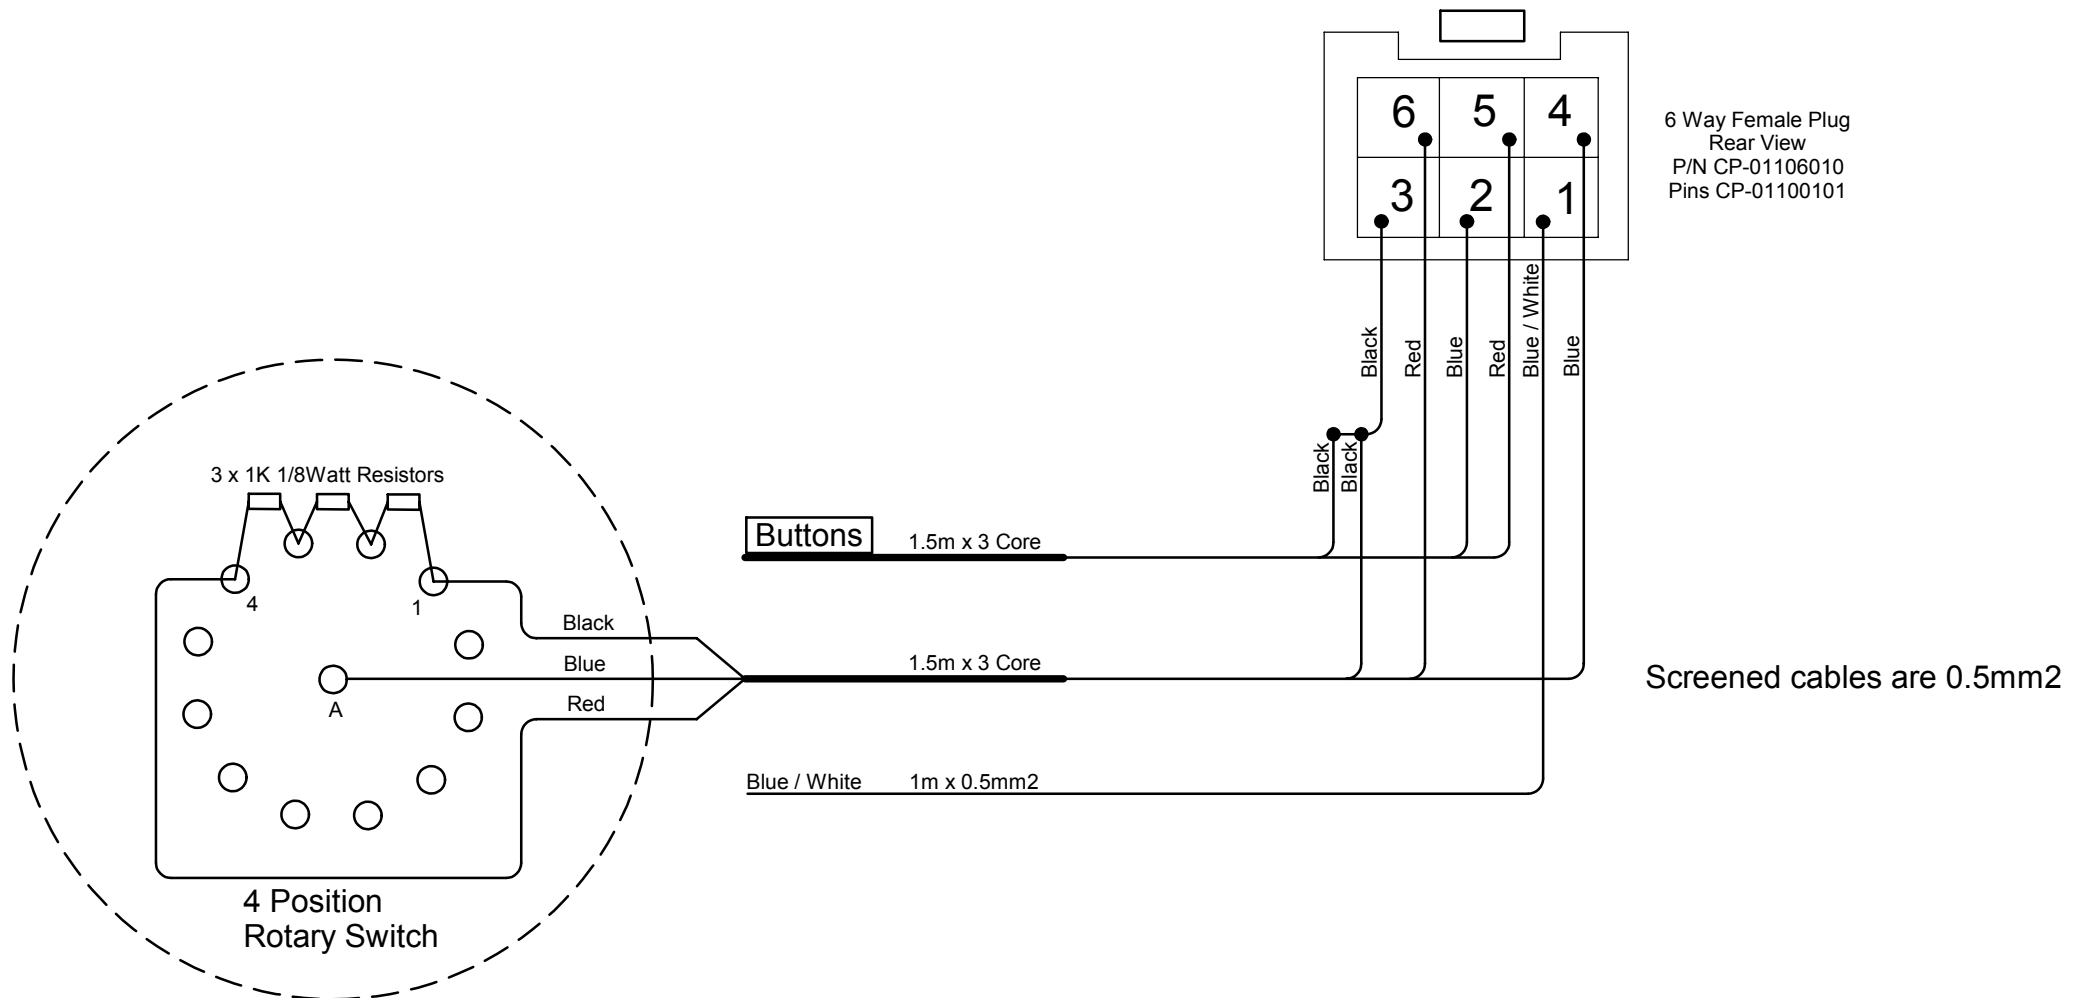 6 5 4
3 2 1
6 Way Female Plug
Rear View
P/N CP-01106010
Pins CP-01100101
Black
Red
Blue
Red
Blue / White
Blue
Black
Black
3 x 1K 1/8Watt Resistors
4
1
A
Black
Blue
Red
4 Position
Rotary Switch
Buttons
1.5m x 3 Core
1.5m x 3 Core
Blue / White 1m x 0.5mm2
Screened cables are 0.5mm2